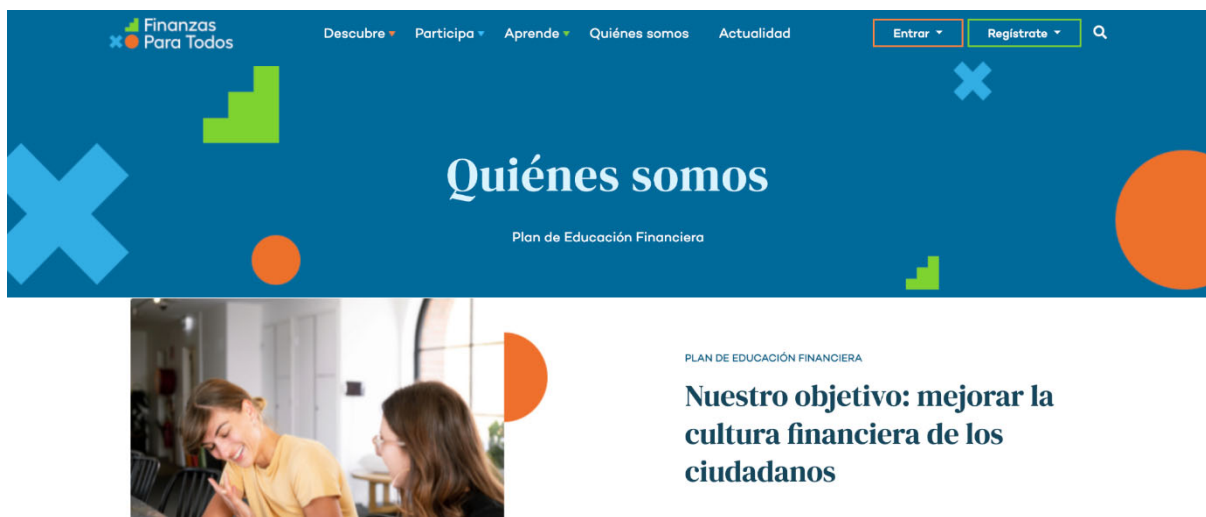 Finanzas
Para Todos
Descubre Participa Aprende Quiénes somos Actualidad Entrar Regístrate
Quiénes somos
Plan de Educación Financiera
PLAN DE EDUCACIÓN FINANCIERA
Nuestro objetivo: mejorar la
cultura financiera de los
ciudadanos